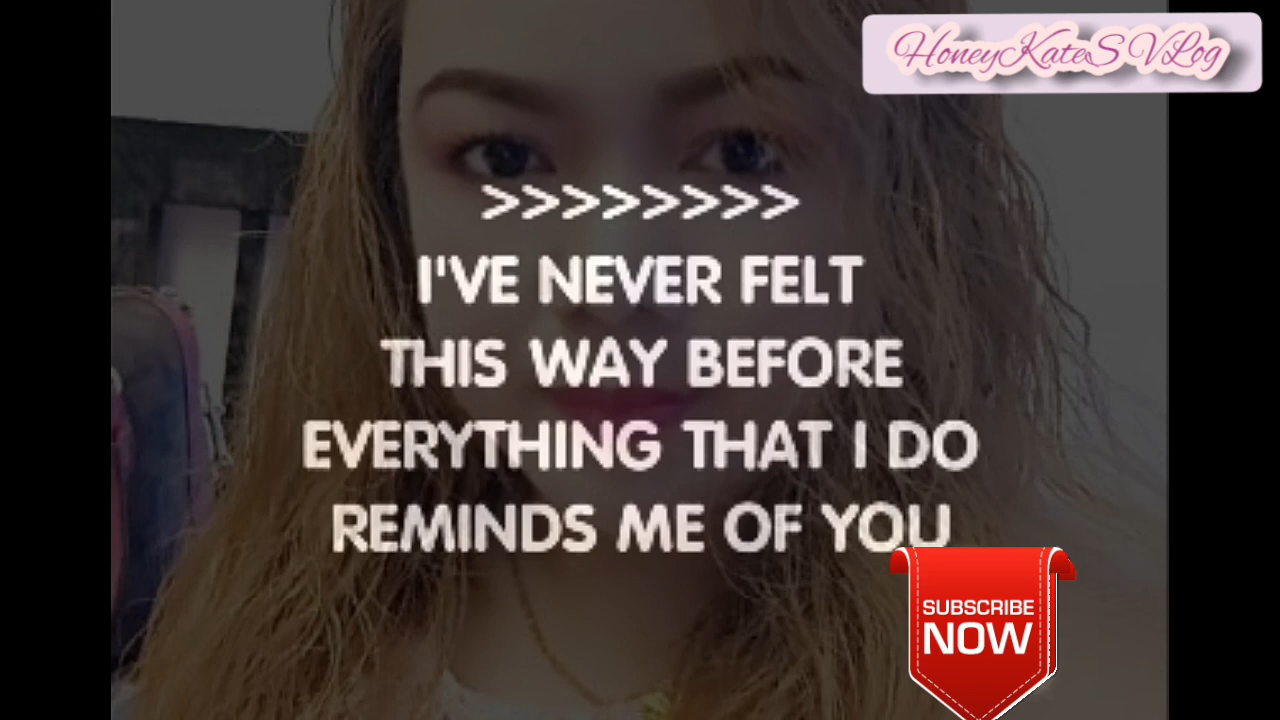 HoneyKateS VLog
>>>>>>>>
I'VE NEVER FELT
THIS WAY BEFORE
EVERYTHING THAT I DO
REMINDS ME OF YOU
SUBSCRIBE
NOW